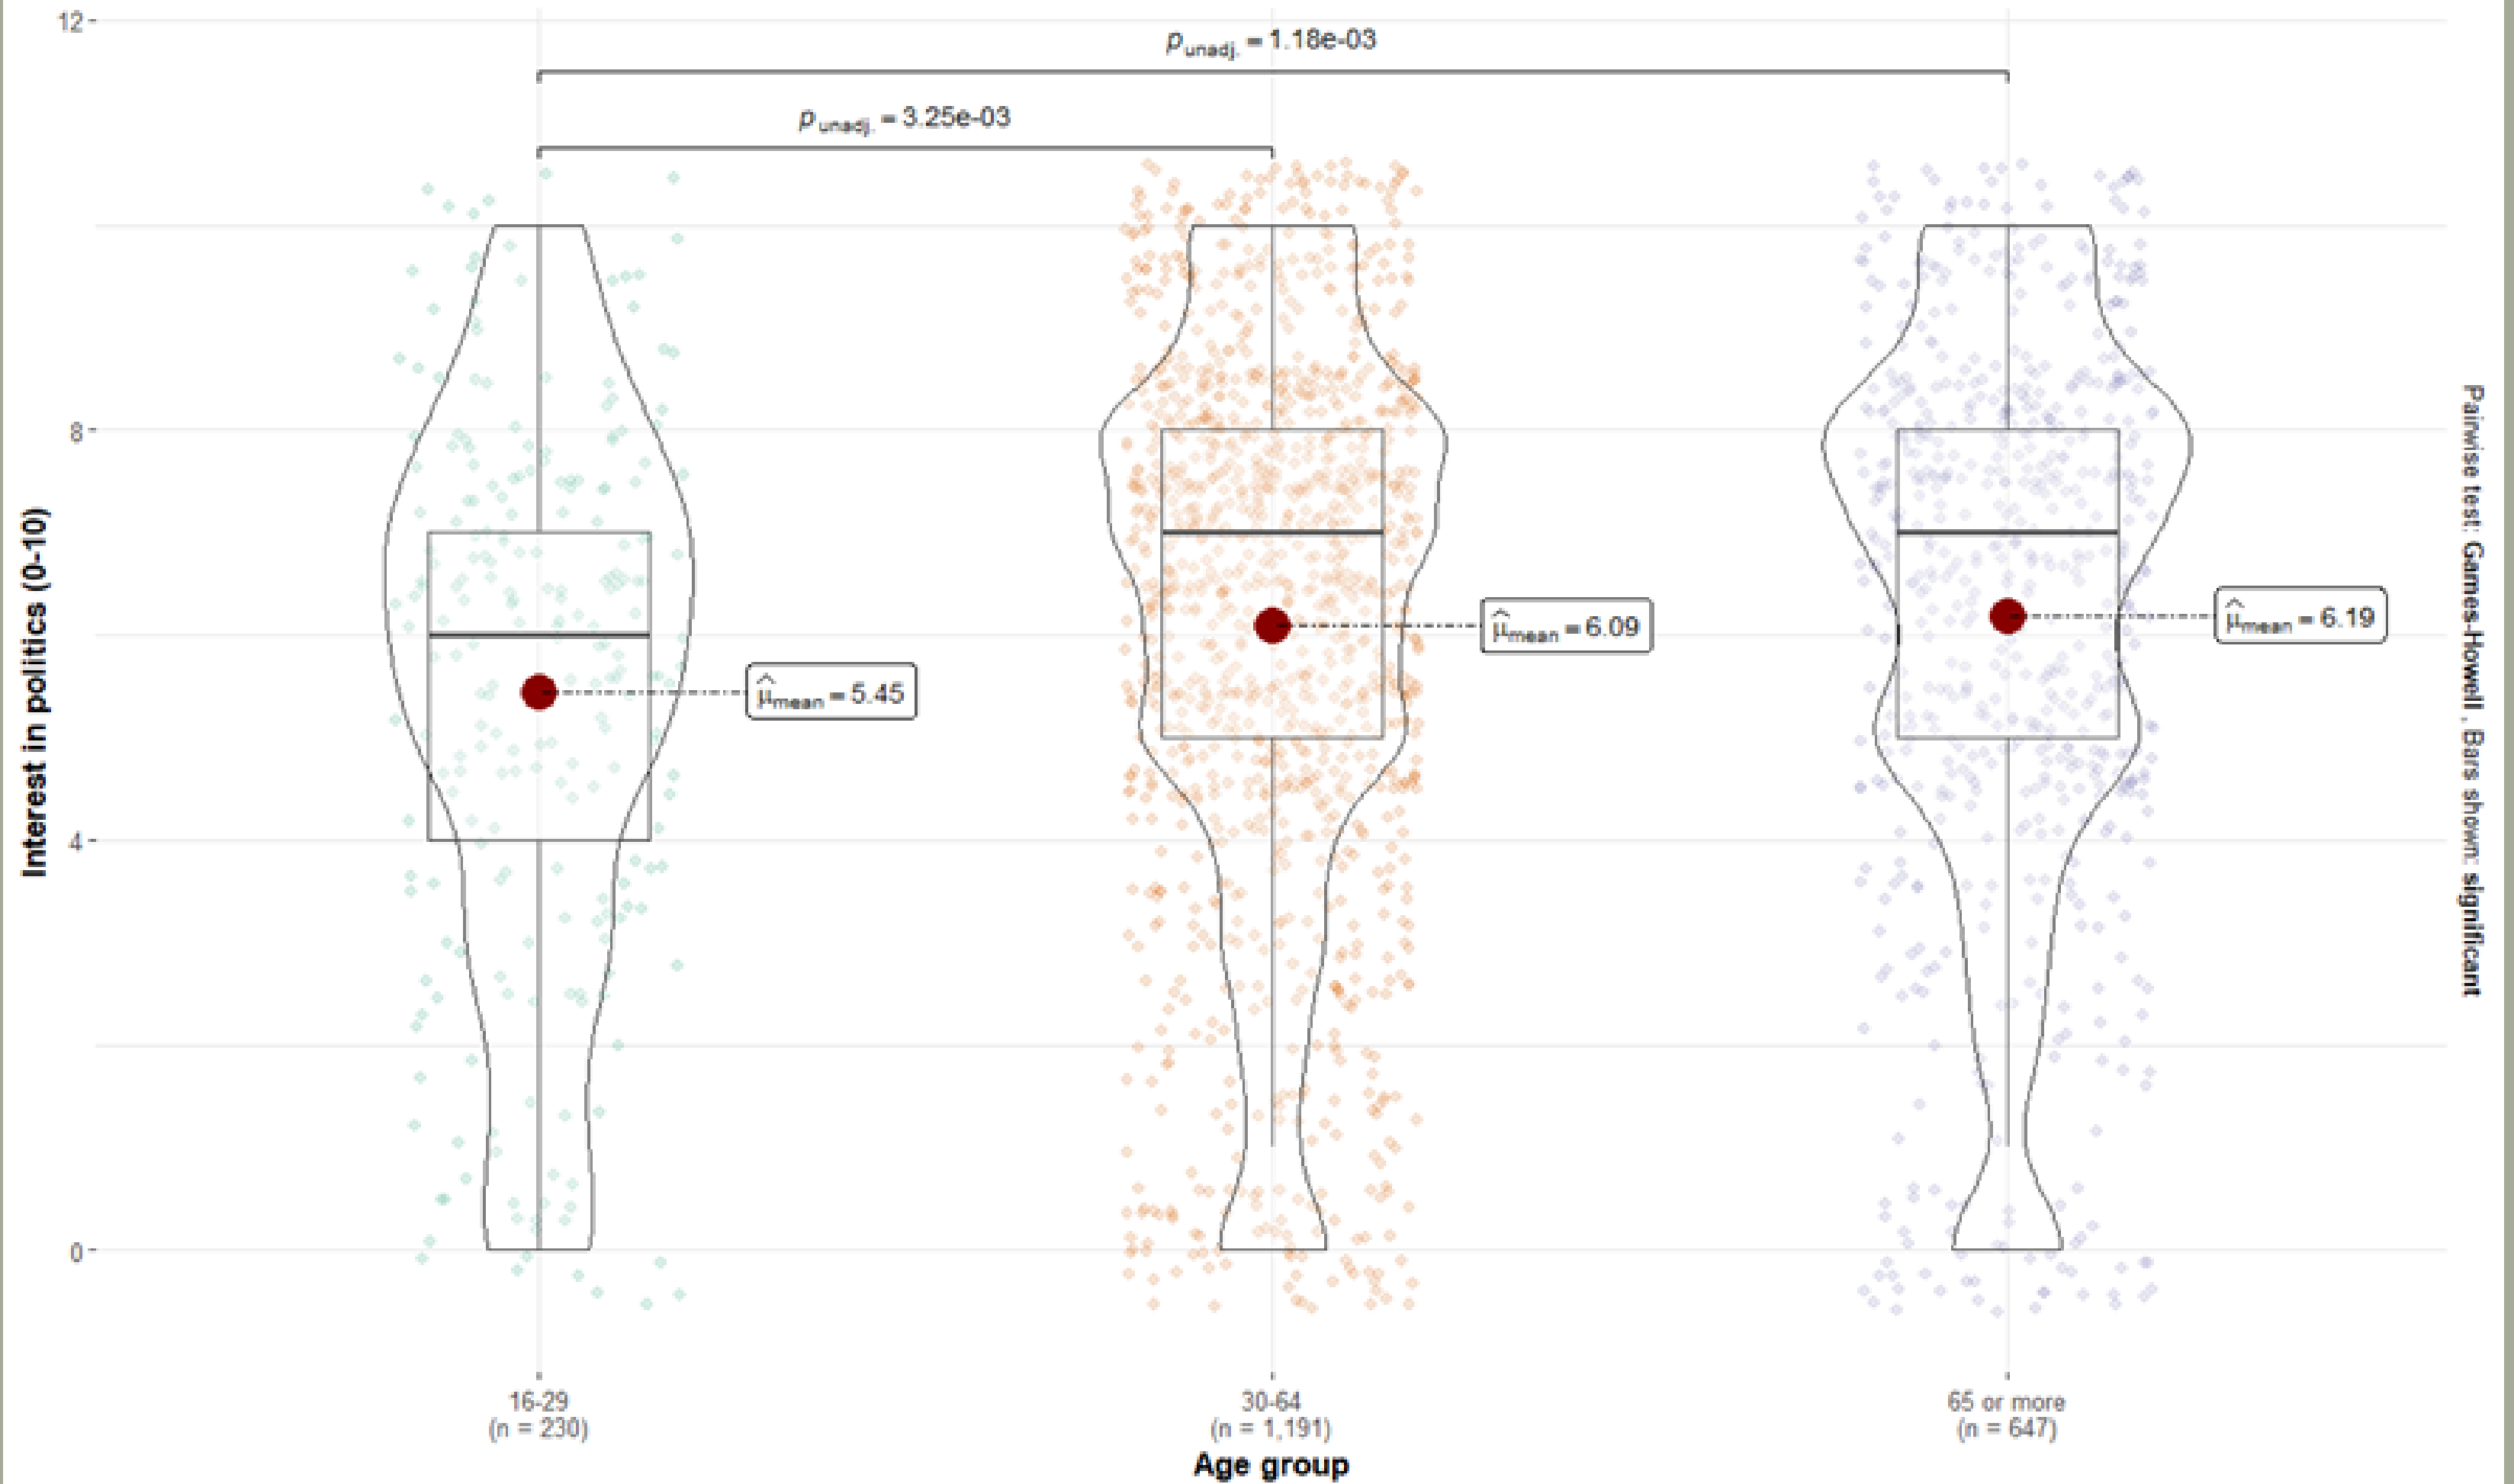 12
8
4
0
Interest in politics (0-10)
p unadj. = 1.18e-03
p unadj. = 3.25e-03
μ̂ mean = 5.45
μ̂ mean = 6.09
μ̂ mean = 6.19
16-29
(n = 230)
30-64
(n = 1,191)
65 or more
(n = 647)
Age group
Pairwise test: Games-Howell , Bars shown: significant